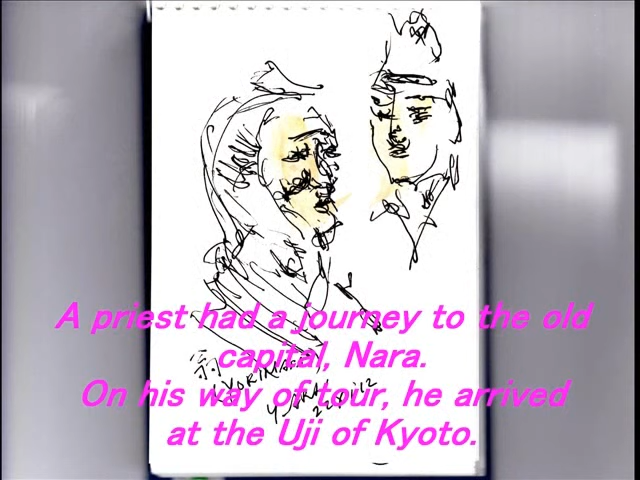 A priest had a journey to the old
capital, Nara.
On his way of tour, he arrived
at the Uji of Kyoto.
翁